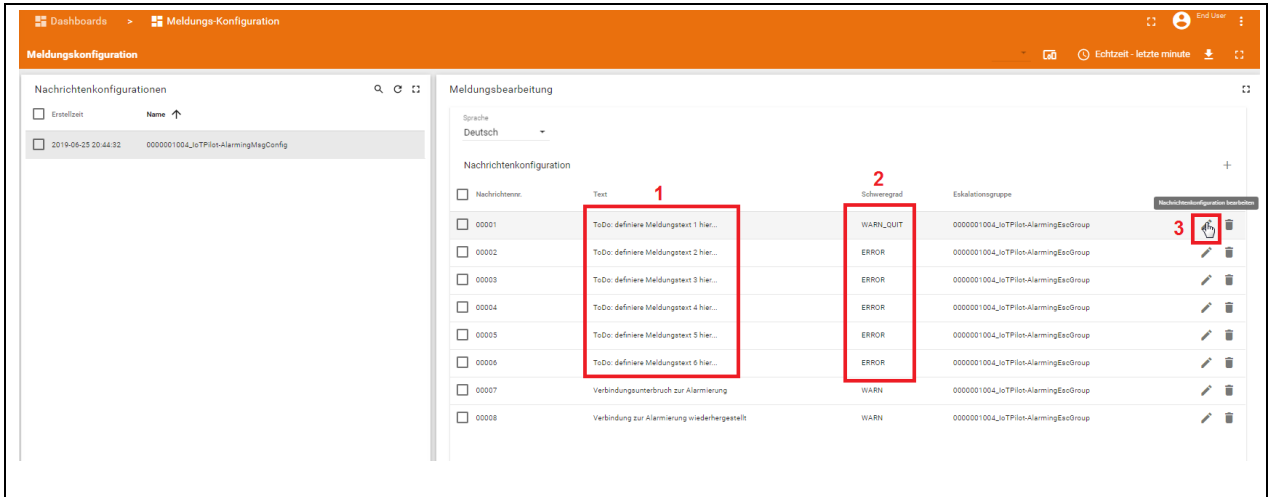 Dashboards > Meldungs-Konfiguration End User
Meldungskonfiguration Echtzeit - letzte minute
Nachrichtenkonfigurationen
Erstellzeit Name
2019-06-25 20:44:32 0000001004_IoTPilot-AlarmingMsgConfig
Meldungsbearbeitung
Sprache
Deutsch
Nachrichtenkonfiguration +
Nachrichtennr. Text 1 Schweregrad 2 Eskalationsgruppe
Nachrichtenkonfiguration bearbeiten
00001 ToDo: definiere Meldungstext 1 hier... WARN_QUIT 0000001004_IoTPilot-AlarmingEscGroup 3
00002 ToDo: definiere Meldungstext 2 hier... ERROR 0000001004_IoTPilot-AlarmingEscGroup
00003 ToDo: definiere Meldungstext 3 hier... ERROR 0000001004_IoTPilot-AlarmingEscGroup
00004 ToDo: definiere Meldungstext 4 hier... ERROR 0000001004_IoTPilot-AlarmingEscGroup
00005 ToDo: definiere Meldungstext 5 hier... ERROR 0000001004_IoTPilot-AlarmingEscGroup
00006 ToDo: definiere Meldungstext 6 hier... ERROR 0000001004_IoTPilot-AlarmingEscGroup
00007 Verbindungsunterbruch zur Alarmierung WARN 0000001004_IoTPilot-AlarmingEscGroup
00008 Verbindung zur Alarmierung wiederhergestellt WARN 0000001004_IoTPilot-AlarmingEscGroup